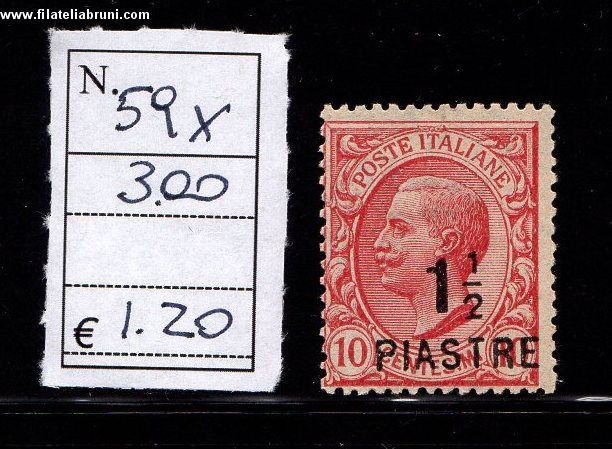 www.filateliabruni.com
N. 59 x
3.00
€ 1.20
POSTE ITALIANE
1 1/2
10
PIASTRE